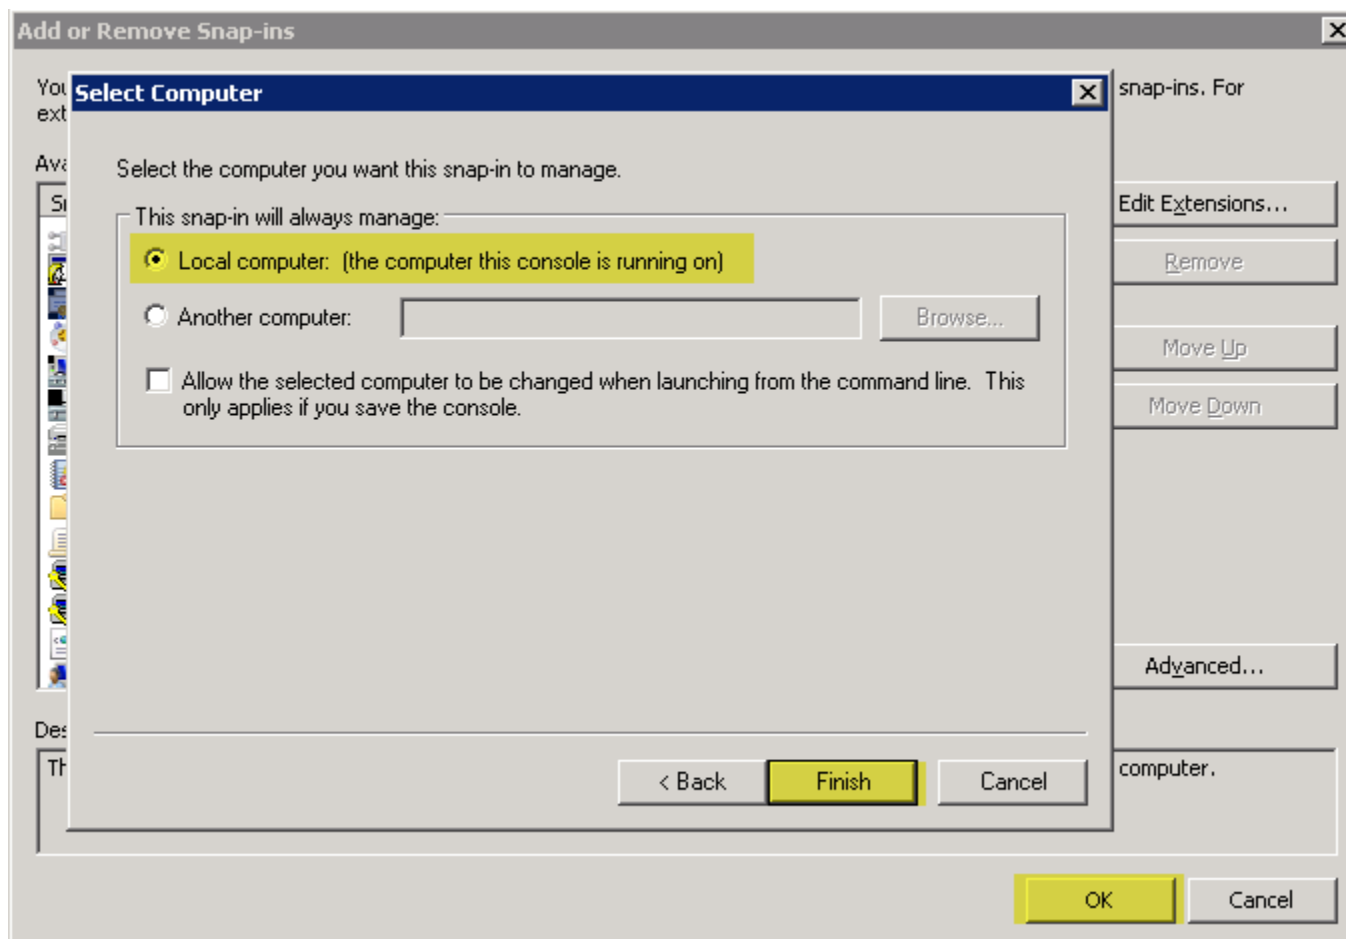 Add or Remove Snap-ins
snap-ins. For
Select Computer
Select the computer you want this snap-in to manage.
This snap-in will always manage:
Local computer: (the computer this console is running on)
Another computer:
Browse...
Allow the selected computer to be changed when launching from the command line. This
only applies if you save the console.
< Back
Finish
Cancel
Edit Extensions...
Remove
Move Up
Move Down
Advanced...
computer.
OK
Cancel